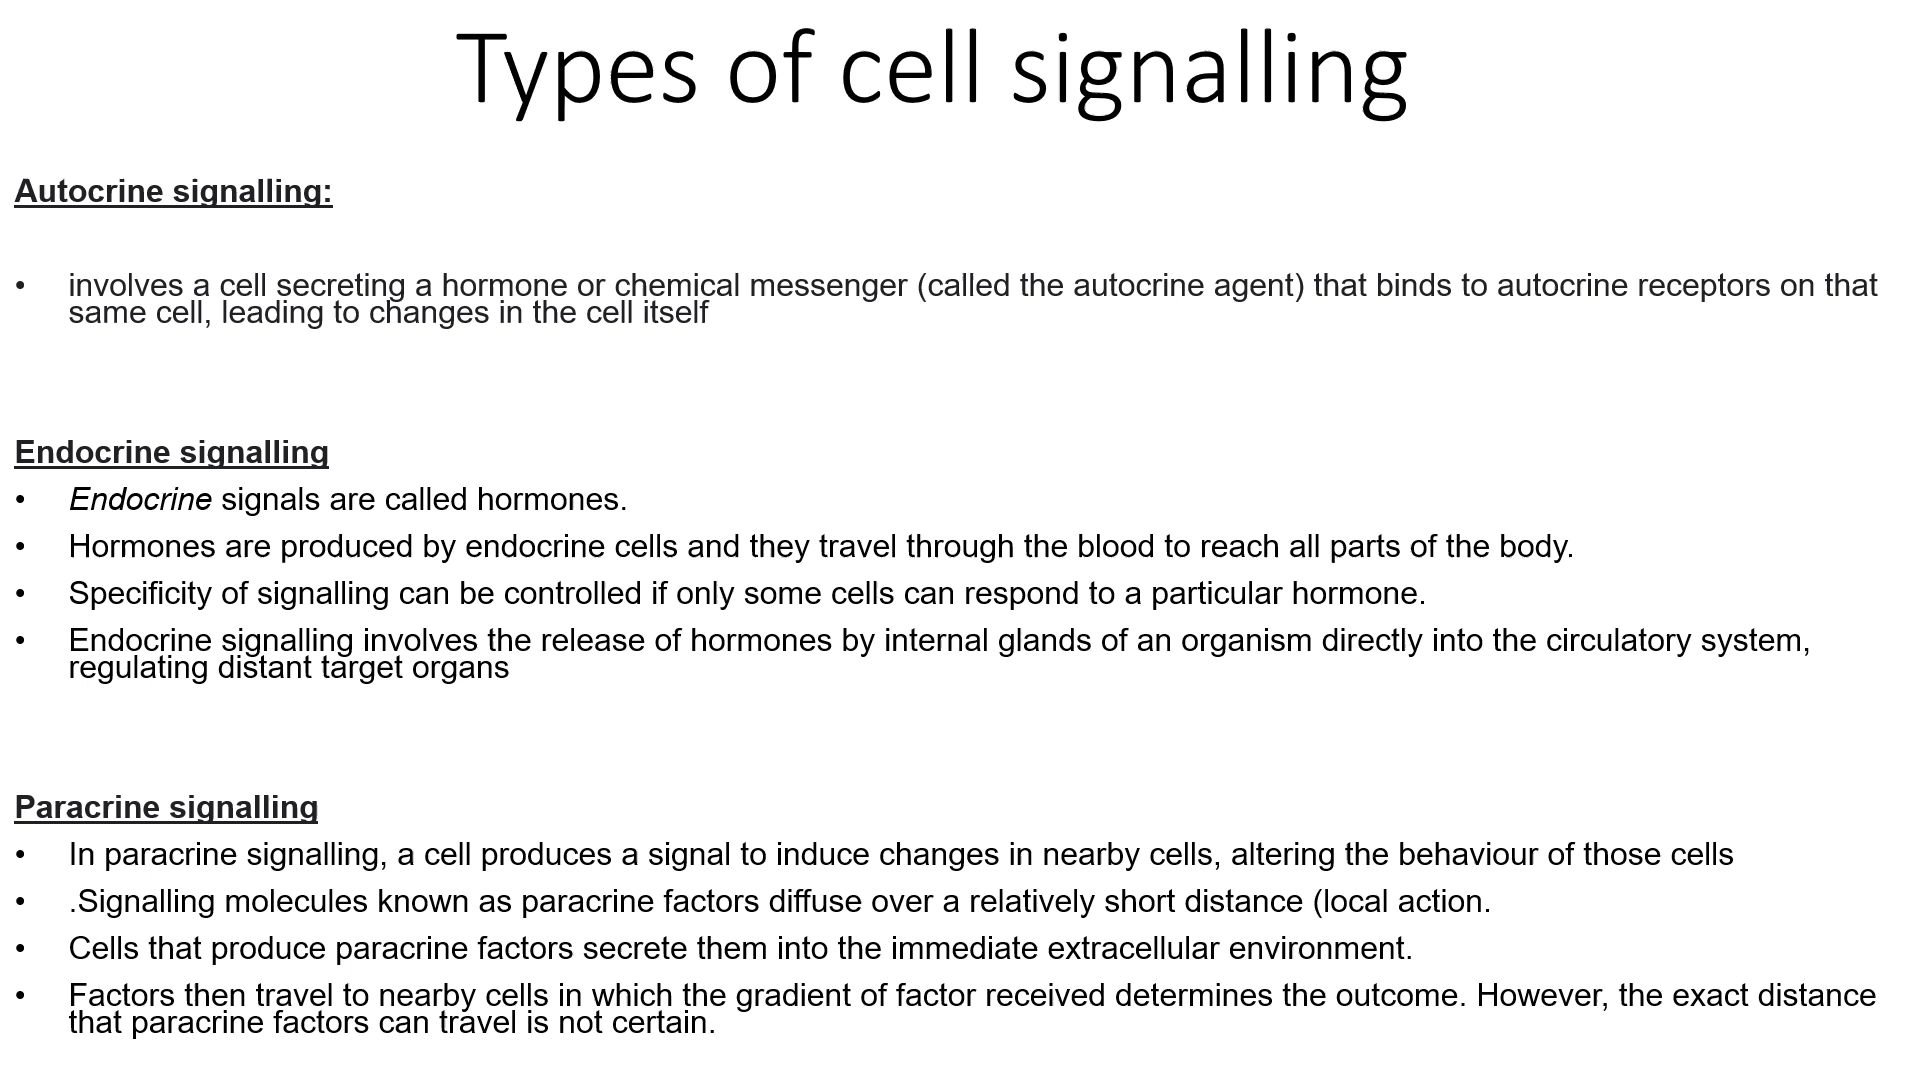 Types of cell signalling
Autocrine signalling:
• involves a cell secreting a hormone or chemical messenger (called the autocrine agent) that binds to autocrine receptors on that
same cell, leading to changes in the cell itself
Endocrine signalling
• Endocrine signals are called hormones.
• Hormones are produced by endocrine cells and they travel through the blood to reach all parts of the body.
• Specificity of signalling can be controlled if only some cells can respond to a particular hormone.
• Endocrine signalling involves the release of hormones by internal glands of an organism directly into the circulatory system,
regulating distant target organs
Paracrine signalling
• In paracrine signalling, a cell produces a signal to induce changes in nearby cells, altering the behaviour of those cells
• .Signalling molecules known as paracrine factors diffuse over a relatively short distance (local action.
• Cells that produce paracrine factors secrete them into the immediate extracellular environment.
• Factors then travel to nearby cells in which the gradient of factor received determines the outcome. However, the exact distance
that paracrine factors can travel is not certain.